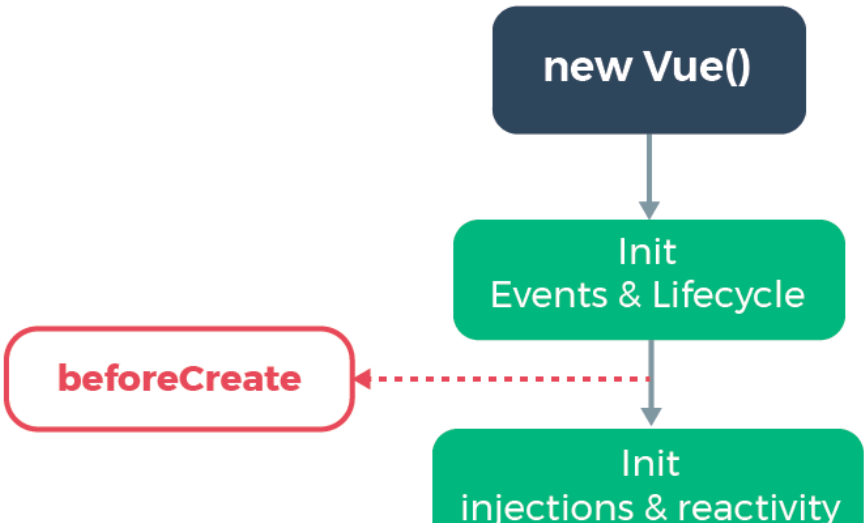 new Vue()
Init
Events & Lifecycle
beforeCreate
Init
injections & reactivity